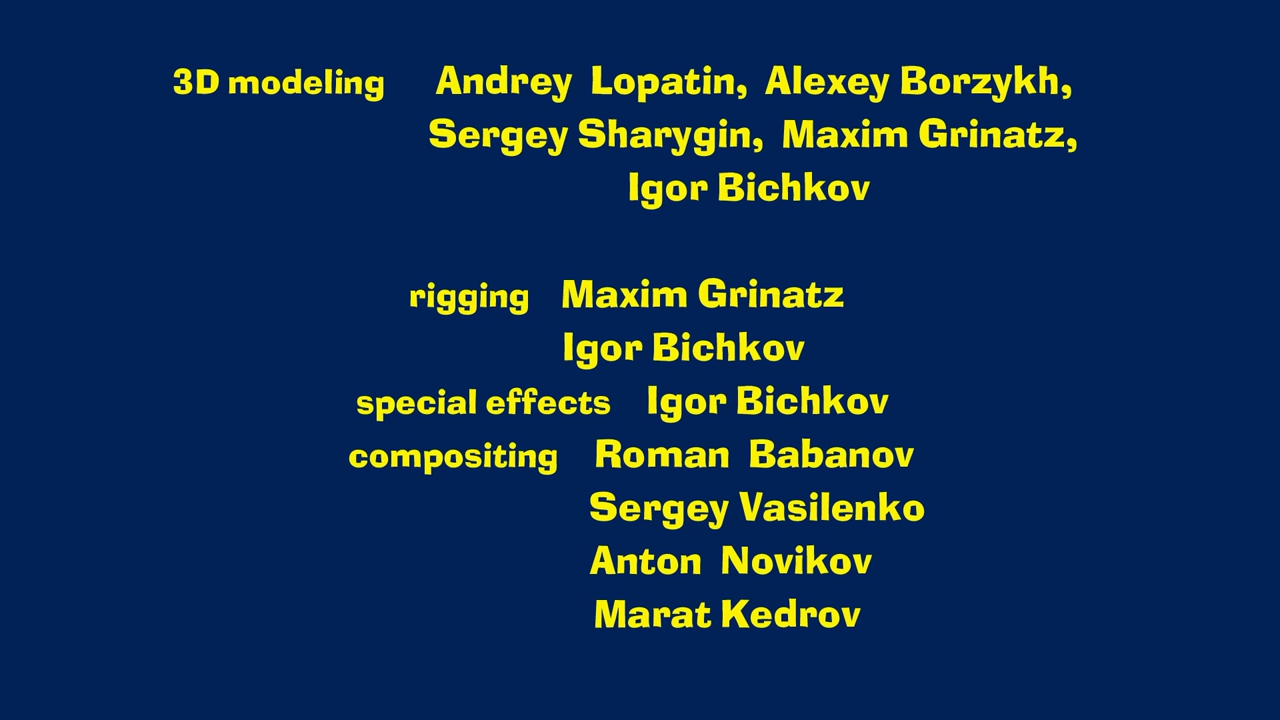 3D modeling Andrey Lopatin, Alexey Borzykh,
Sergey Sharygin, Maxim Grinatz,
Igor Bichkov
rigging Maxim Grinatz
Igor Bichkov
special effects Igor Bichkov
compositing Roman Babanov
Sergey Vasilenko
Anton Novikov
Marat Kedrov